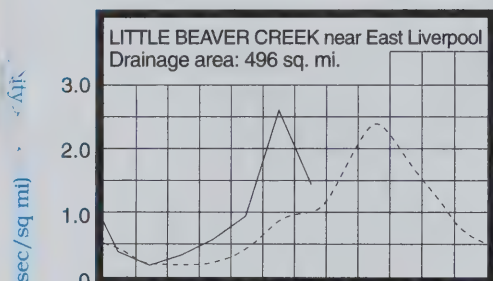 LITTLE BEAVER CREEK near East Liverpool
Drainage area: 496 sq. mi.
3.0
2.0
1.0
0
sec/sq mi)